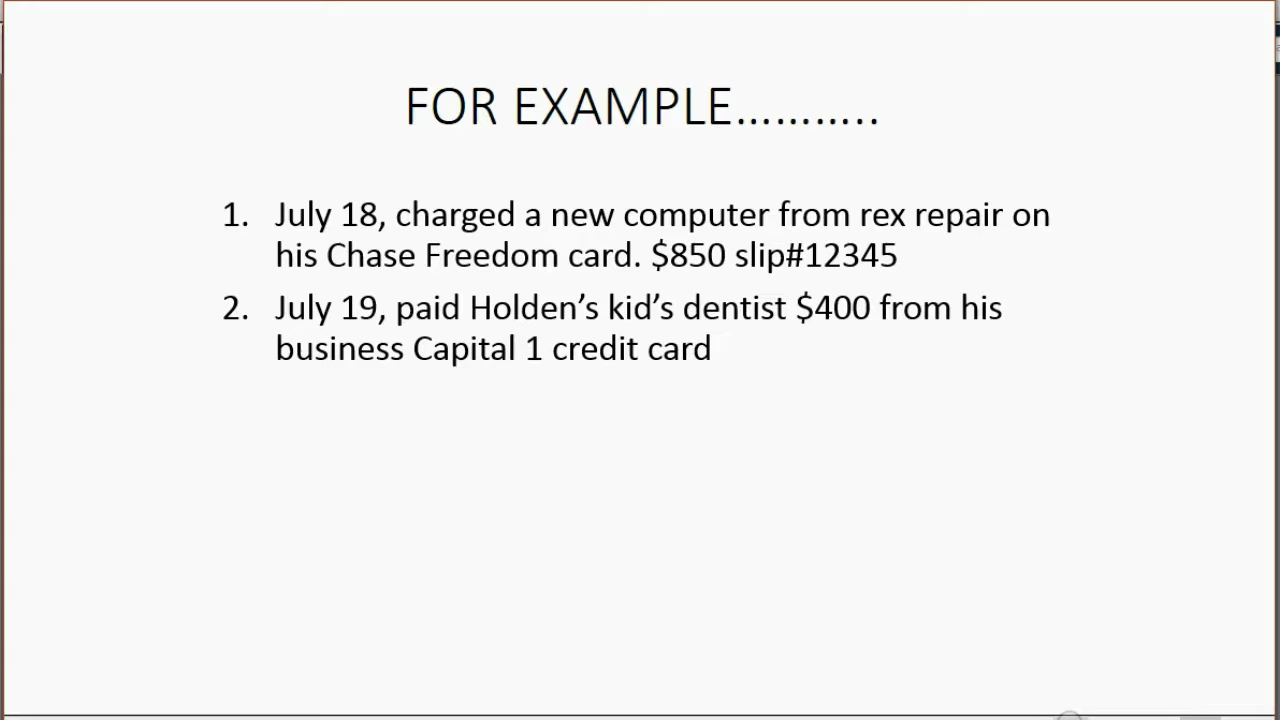 FOR EXAMPLE………..
1. July 18, charged a new computer from rex repair on
his Chase Freedom card. $850 slip#12345
2. July 19, paid Holden’s kid’s dentist $400 from his
business Capital 1 credit card